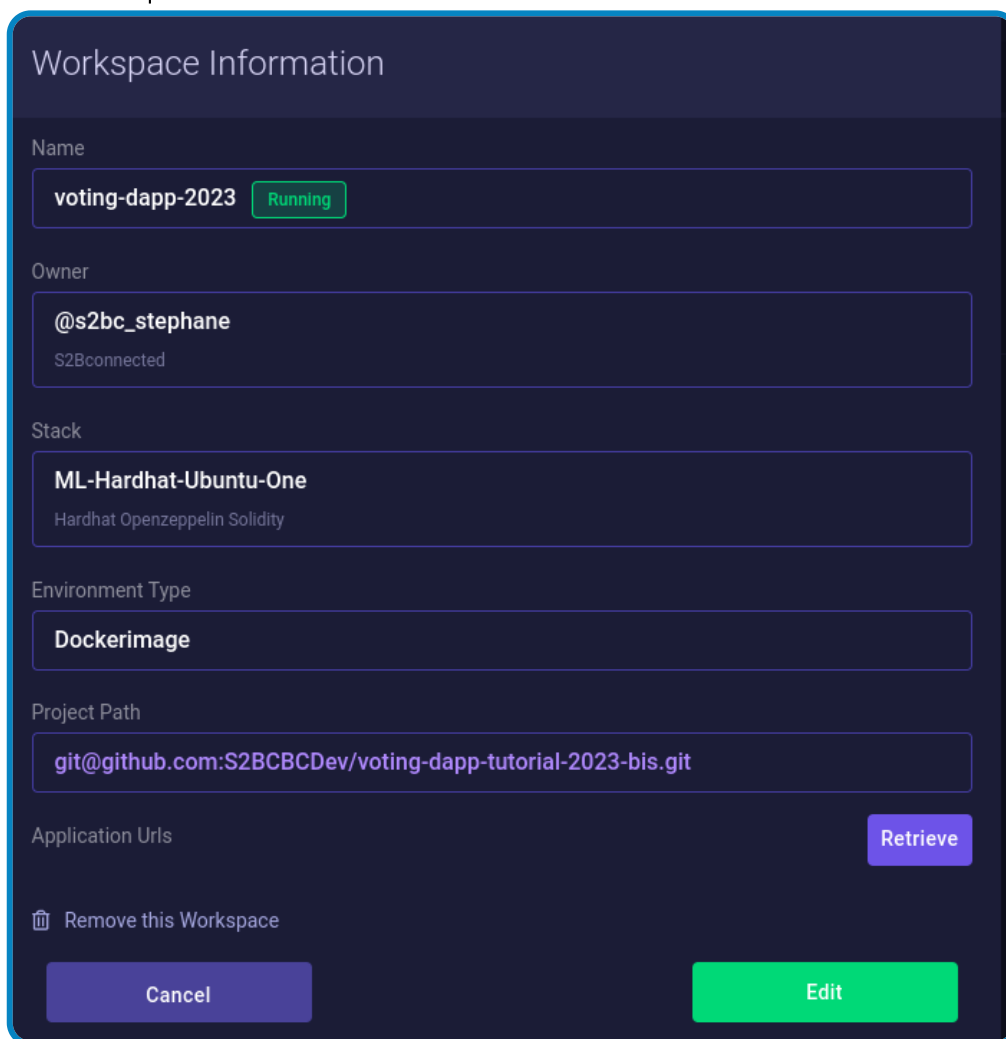 Workspace Information
Name
voting-dapp-2023 Running
Owner
@s2bc_stephane
S2Bconnected
Stack
ML-Hardhat-Ubuntu-One
Hardhat Openzeppelin Solidity
Environment Type
Dockerimage
Project Path
git@github.com:S2BCBCDev/voting-dapp-tutorial-2023-bis.git
Application Urls Retrieve
Remove this Workspace
Cancel Edit